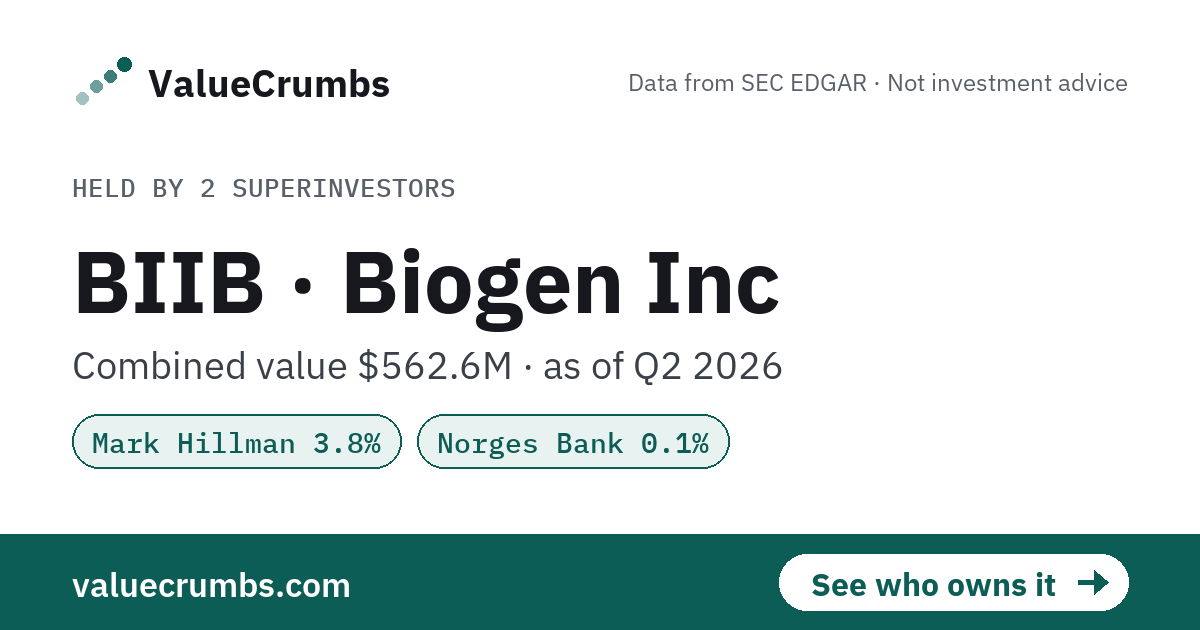 ValueCrumbs
Data from SEC EDGAR · Not investment advice
HELD BY 2 SUPERINVESTORS
BIIB · Biogen Inc
Combined value $562.6M · as of Q2 2026
Mark Hillman 3.8%
Norges Bank 0.1%
valuecrumbs.com
See who owns it →